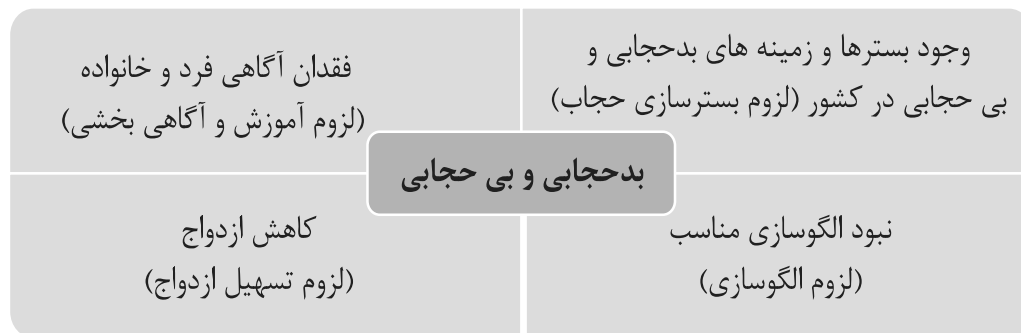 وجود بسترها و زمینه های بدحجابی و
بی حجابی در کشور (لزوم بسترسازی حجاب)
فقدان آگاهی فرد و خانواده
(لزوم آموزش و آگاهی بخشی)
بدحجابی و بی حجابی
نبود الگوسازی مناسب
(لزوم الگوسازی)
کاهش ازدواج
(لزوم تسهیل ازدواج)